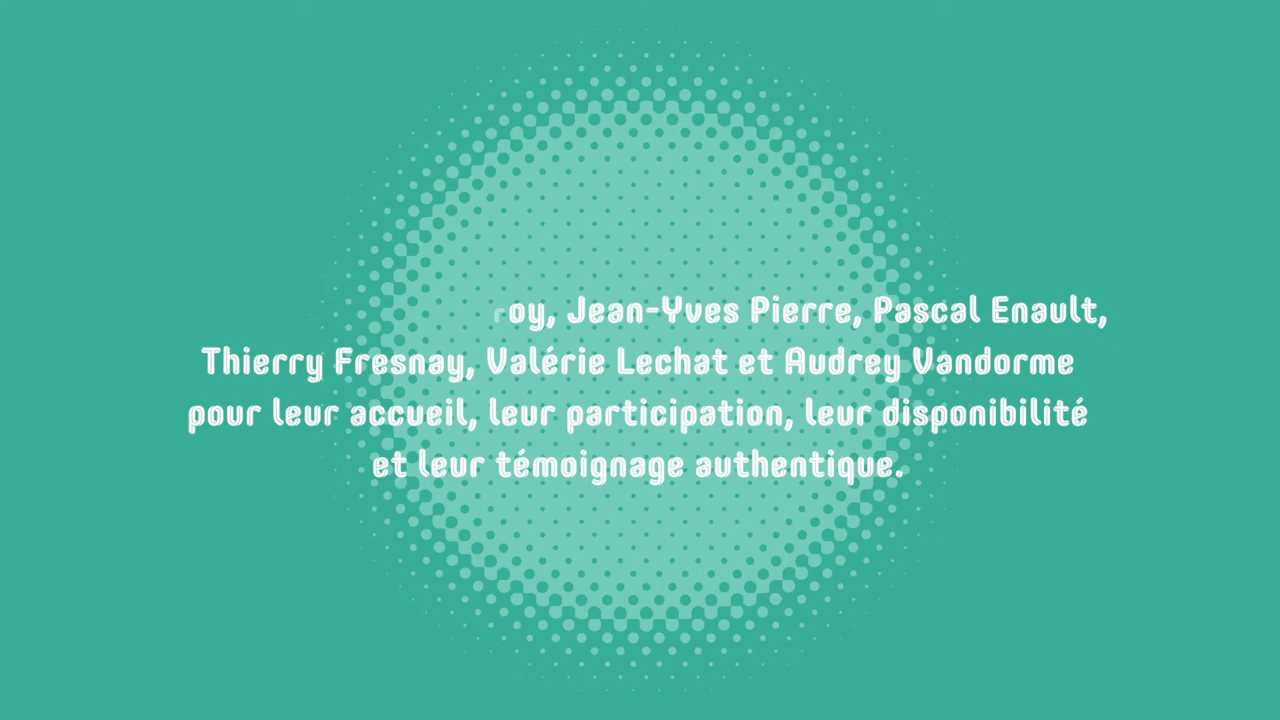 oy, Jean-Yves Pierre, Pascal Enault,
Thierry Fresnay, Valérie Lechat et Audrey Vandorme
pour leur accueil, leur participation, leur disponibilité
et leur témoignage authentique.